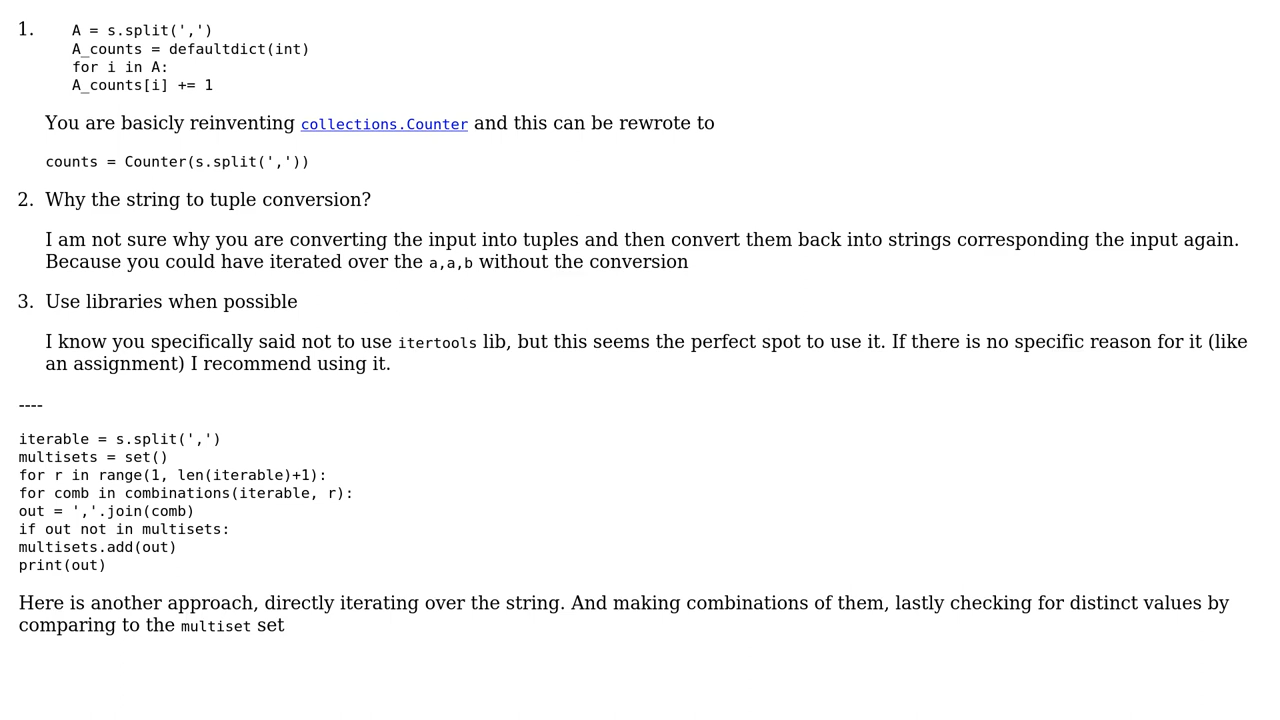 1. A = s.split(',')
A_counts = defaultdict(int)
for i in A:
A_counts[i] += 1
You are basicly reinventing collections.Counter and this can be rewrote to
counts = Counter(s.split(','))
2. Why the string to tuple conversion?
I am not sure why you are converting the input into tuples and then convert them back into strings corresponding the input again.
Because you could have iterated over the a,a,b without the conversion
3. Use libraries when possible
I know you specifically said not to use itertools lib, but this seems the perfect spot to use it. If there is no specific reason for it (like
an assignment) I recommend using it.
----
iterable = s.split(',')
multisets = set()
for r in range(1, len(iterable)+1):
for comb in combinations(iterable, r):
out = ','.join(comb)
if out not in multisets:
multisets.add(out)
print(out)
Here is another approach, directly iterating over the string. And making combinations of them, lastly checking for distinct values by
comparing to the multiset set